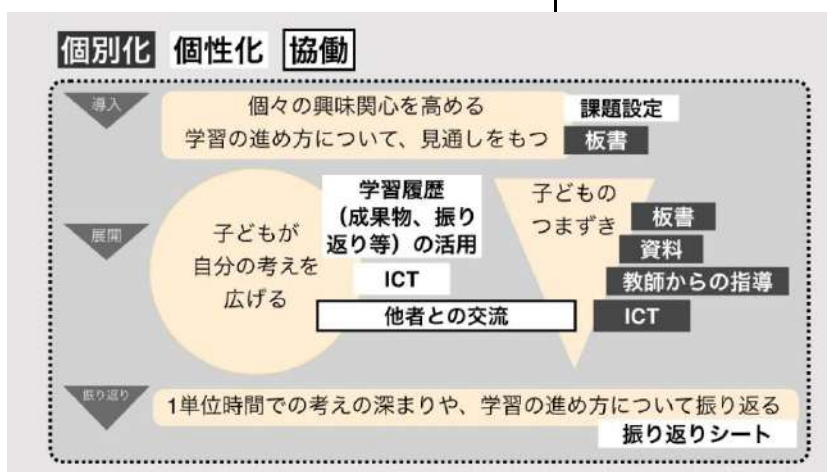 個別化 個性化 協働
導入
個々の興味関心を高める
学習の進め方について、見通しをもつ
課題設定
板書
展開
子どもが
自分の考えを
広げる
学習履歴
（成果物、振り
返り等）の活用
ICT
他者との交流
子どもの
つまずき
板書
資料
教師からの指導
ICT
振り返り
1単位時間での考えの深まりや、学習の進め方について振り返る
振り返りシート